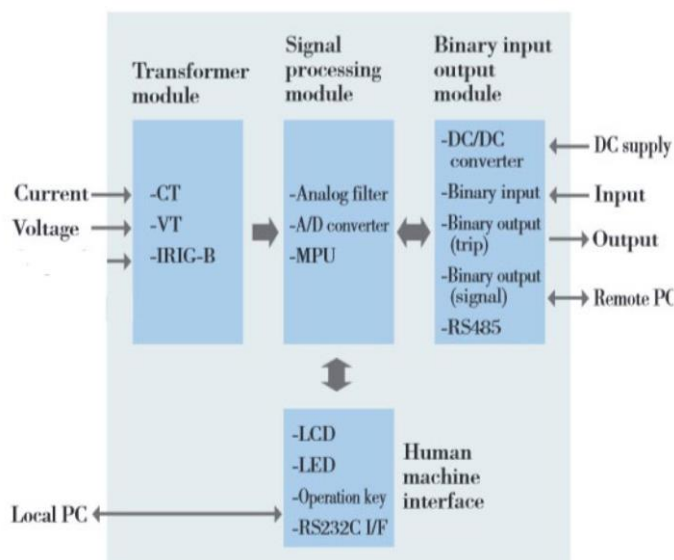 Transformer
module
Signal
processing
module
Binary input
output
module
Current
Voltage
-CT
-VT
-IRIG-B
-Analog filter
-A/D converter
-MPU
-DC/DC
converter
-Binary input
-Binary output
(trip)
-Binary output
(signal)
-RS485
DC supply
Input
Output
Remote PC
-LCD
-LED
-Operation key
-RS232C I/F
Human
machine
interface
Local PC